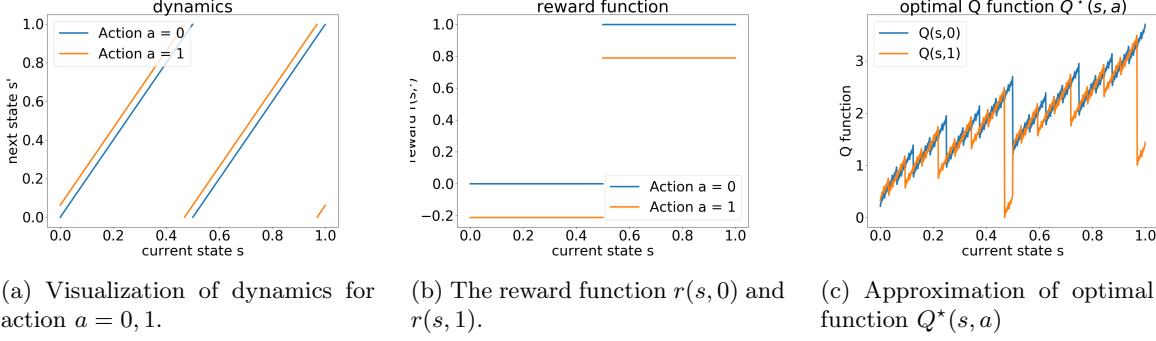 dynamics
Action a = 0
Action a = 1
next state s'
1.0
0.8
0.6
0.4
0.2
0.0
0.0 0.2 0.4 0.6 0.8 1.0
current state s
reward function
1.0
0.8
0.6
0.4
0.2
0.0
−0.2
Action a = 0
Action a = 1
0.0 0.2 0.4 0.6 0.8 1.0
current state s
optimal Q function Q⋆(s, a)
Q(s,0)
Q(s,1)
Q function
3
2
1
0
0.0 0.2 0.4 0.6 0.8 1.0
current state s
(a) Visualization of dynamics for
action a = 0, 1.
(b) The reward function r(s, 0) and
r(s, 1).
(c) Approximation of optimal
function Q⋆(s, a)